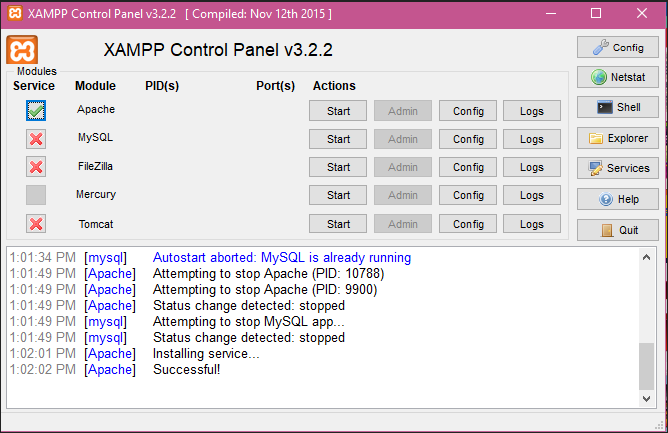 XAMPP Control Panel v3.2.2 [ Compiled: Nov 12th 2015 ]
XAMPP Control Panel v3.2.2
Config
Modules
Service Module PID(s) Port(s) Actions
Netstat
Apache Start Admin Config Logs
Shell
MySQL Start Admin Config Logs
Explorer
FileZilla Start Admin Config Logs
Services
Mercury Start Admin Config Logs
Help
Tomcat Start Admin Config Logs
Quit
1:01:34 PM [mysql] Autostart aborted: MySQL is already running
1:01:49 PM [Apache] Attempting to stop Apache (PID: 10788)
1:01:49 PM [Apache] Attempting to stop Apache (PID: 9900)
1:01:49 PM [Apache] Status change detected: stopped
1:01:49 PM [mysql] Attempting to stop MySQL app...
1:01:49 PM [mysql] Status change detected: stopped
1:02:01 PM [Apache] Installing service...
1:02:02 PM [Apache] Successful!